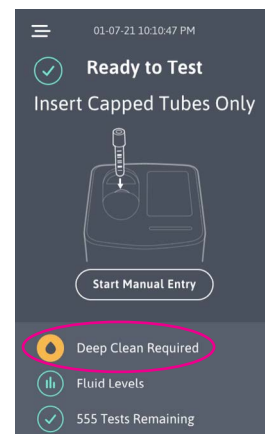 01-07-21 10:10:47 PM
Ready to Test
Insert Capped Tubes Only
Start Manual Entry
Deep Clean Required
Fluid Levels
555 Tests Remaining